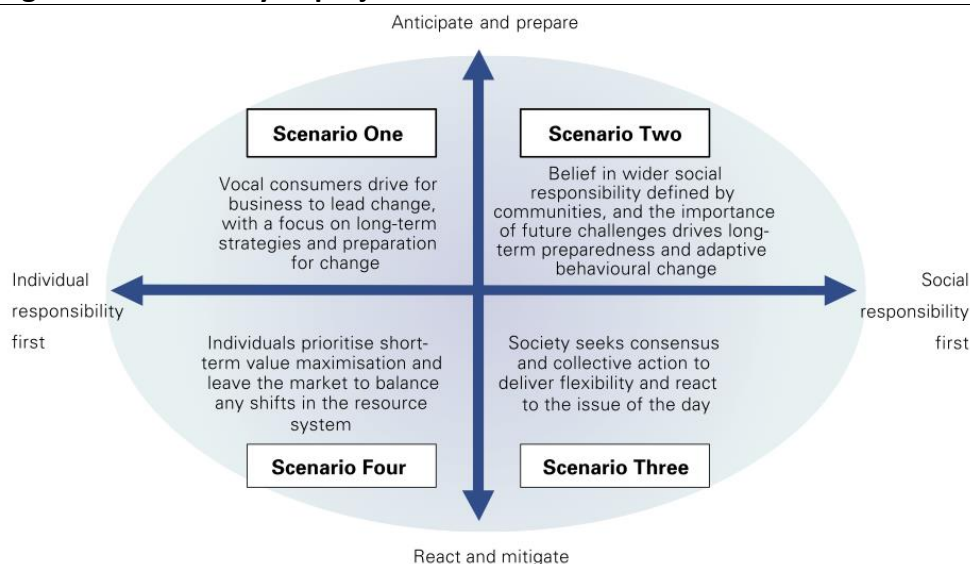 Anticipate and prepare
Scenario One
Vocal consumers drive for
business to lead change,
with a focus on long-term
strategies and preparation
for change
Scenario Two
Belief in wider social
responsibility defined by
communities, and the importance
of future challenges drives long-
term preparedness and adaptive
behavioural change
Individual
responsibility
first
Social
responsibility
first
Individuals prioritise short-
term value maximisation and
leave the market to balance
any shifts in the resource
system
Scenario Four
Society seeks consensus
and collective action to
deliver flexibility and react
to the issue of the day
Scenario Three
React and mitigate